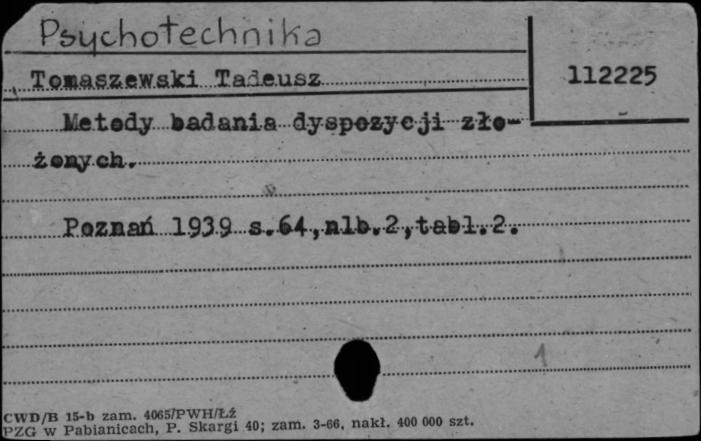 Psychotechnika
Tomaszewski Tadeusz
112225
Metody badania dyspozycji zło-
żonych.
Poznań 1939 s.64,nlb.2,tabl.2.
1
CWD/B 15-b zam. 4065/PWH/Łź
PZG w Pabianicach, P. Skargi 40; zam. 3-66, nakł. 400 000 szt.